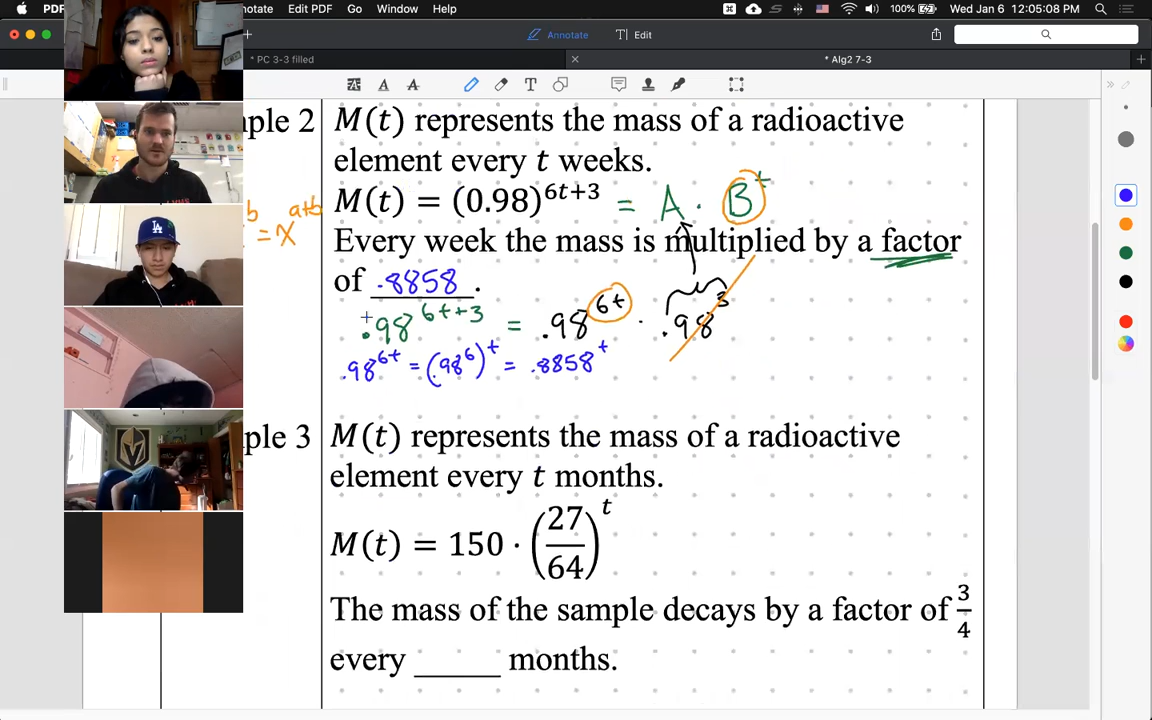 PDF
notate Edit PDF Go Window Help 100% Wed Jan 6 12:05:08 PM
Annotate Edit
* PC 3-3 filled * Alg2 7-3
ple 2 M(t) represents the mass of a radioactive
element every t weeks.
M(t) = (0.98)^{6t+3} = A · B^t
b = x^{a+b}
Every week the mass is multiplied by a factor
of .8858 .
.98^{6t+3} = .98^{6t} · .98^3
.98^{6t} = (.98^6)^t = .8858^t
ple 3 M(t) represents the mass of a radioactive
element every t months.
M(t) = 150 · (27/64)^t
The mass of the sample decays by a factor of 3/4
every ______ months.